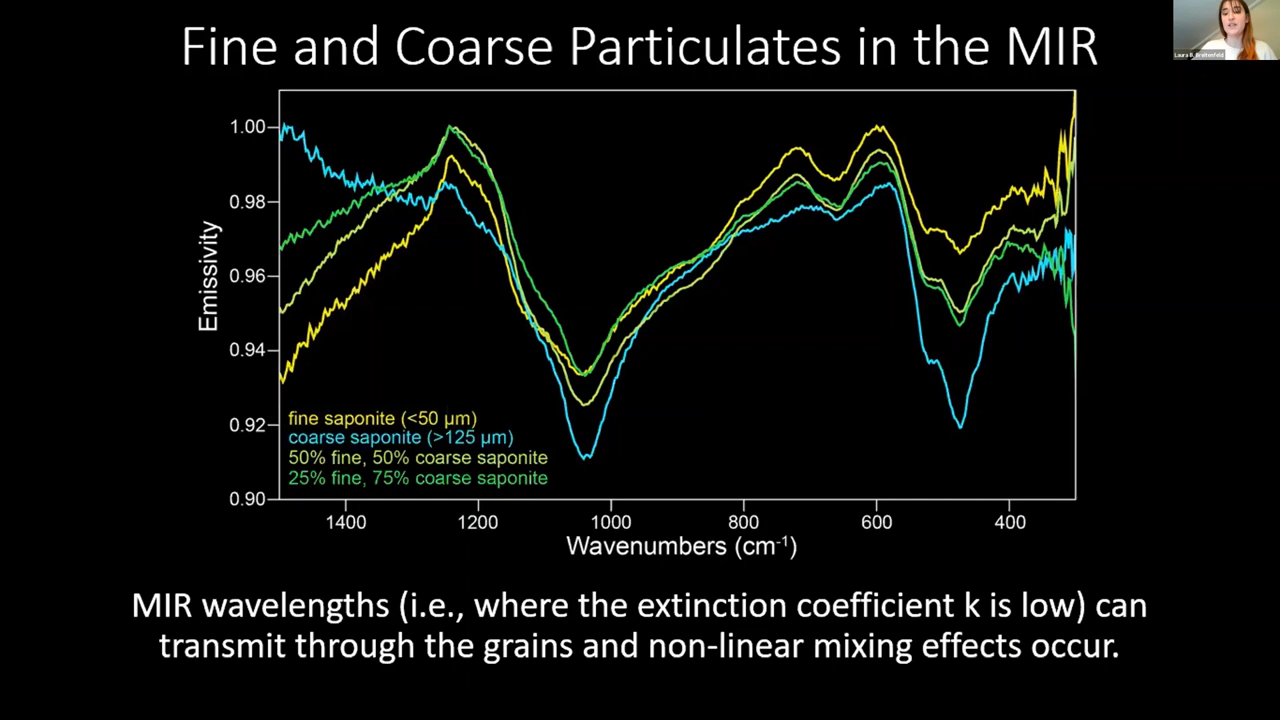 Fine and Coarse Particulates in the MIR
Laura B. Breitenfeld
1.00
0.98
0.96
0.94
0.92
0.90
Emissivity
fine saponite (<50 µm)
coarse saponite (>125 µm)
50% fine, 50% coarse saponite
25% fine, 75% coarse saponite
1400 1200 1000 800 600 400
Wavenumbers (cm⁻¹)
MIR wavelengths (i.e., where the extinction coefficient k is low) can
transmit through the grains and non-linear mixing effects occur.